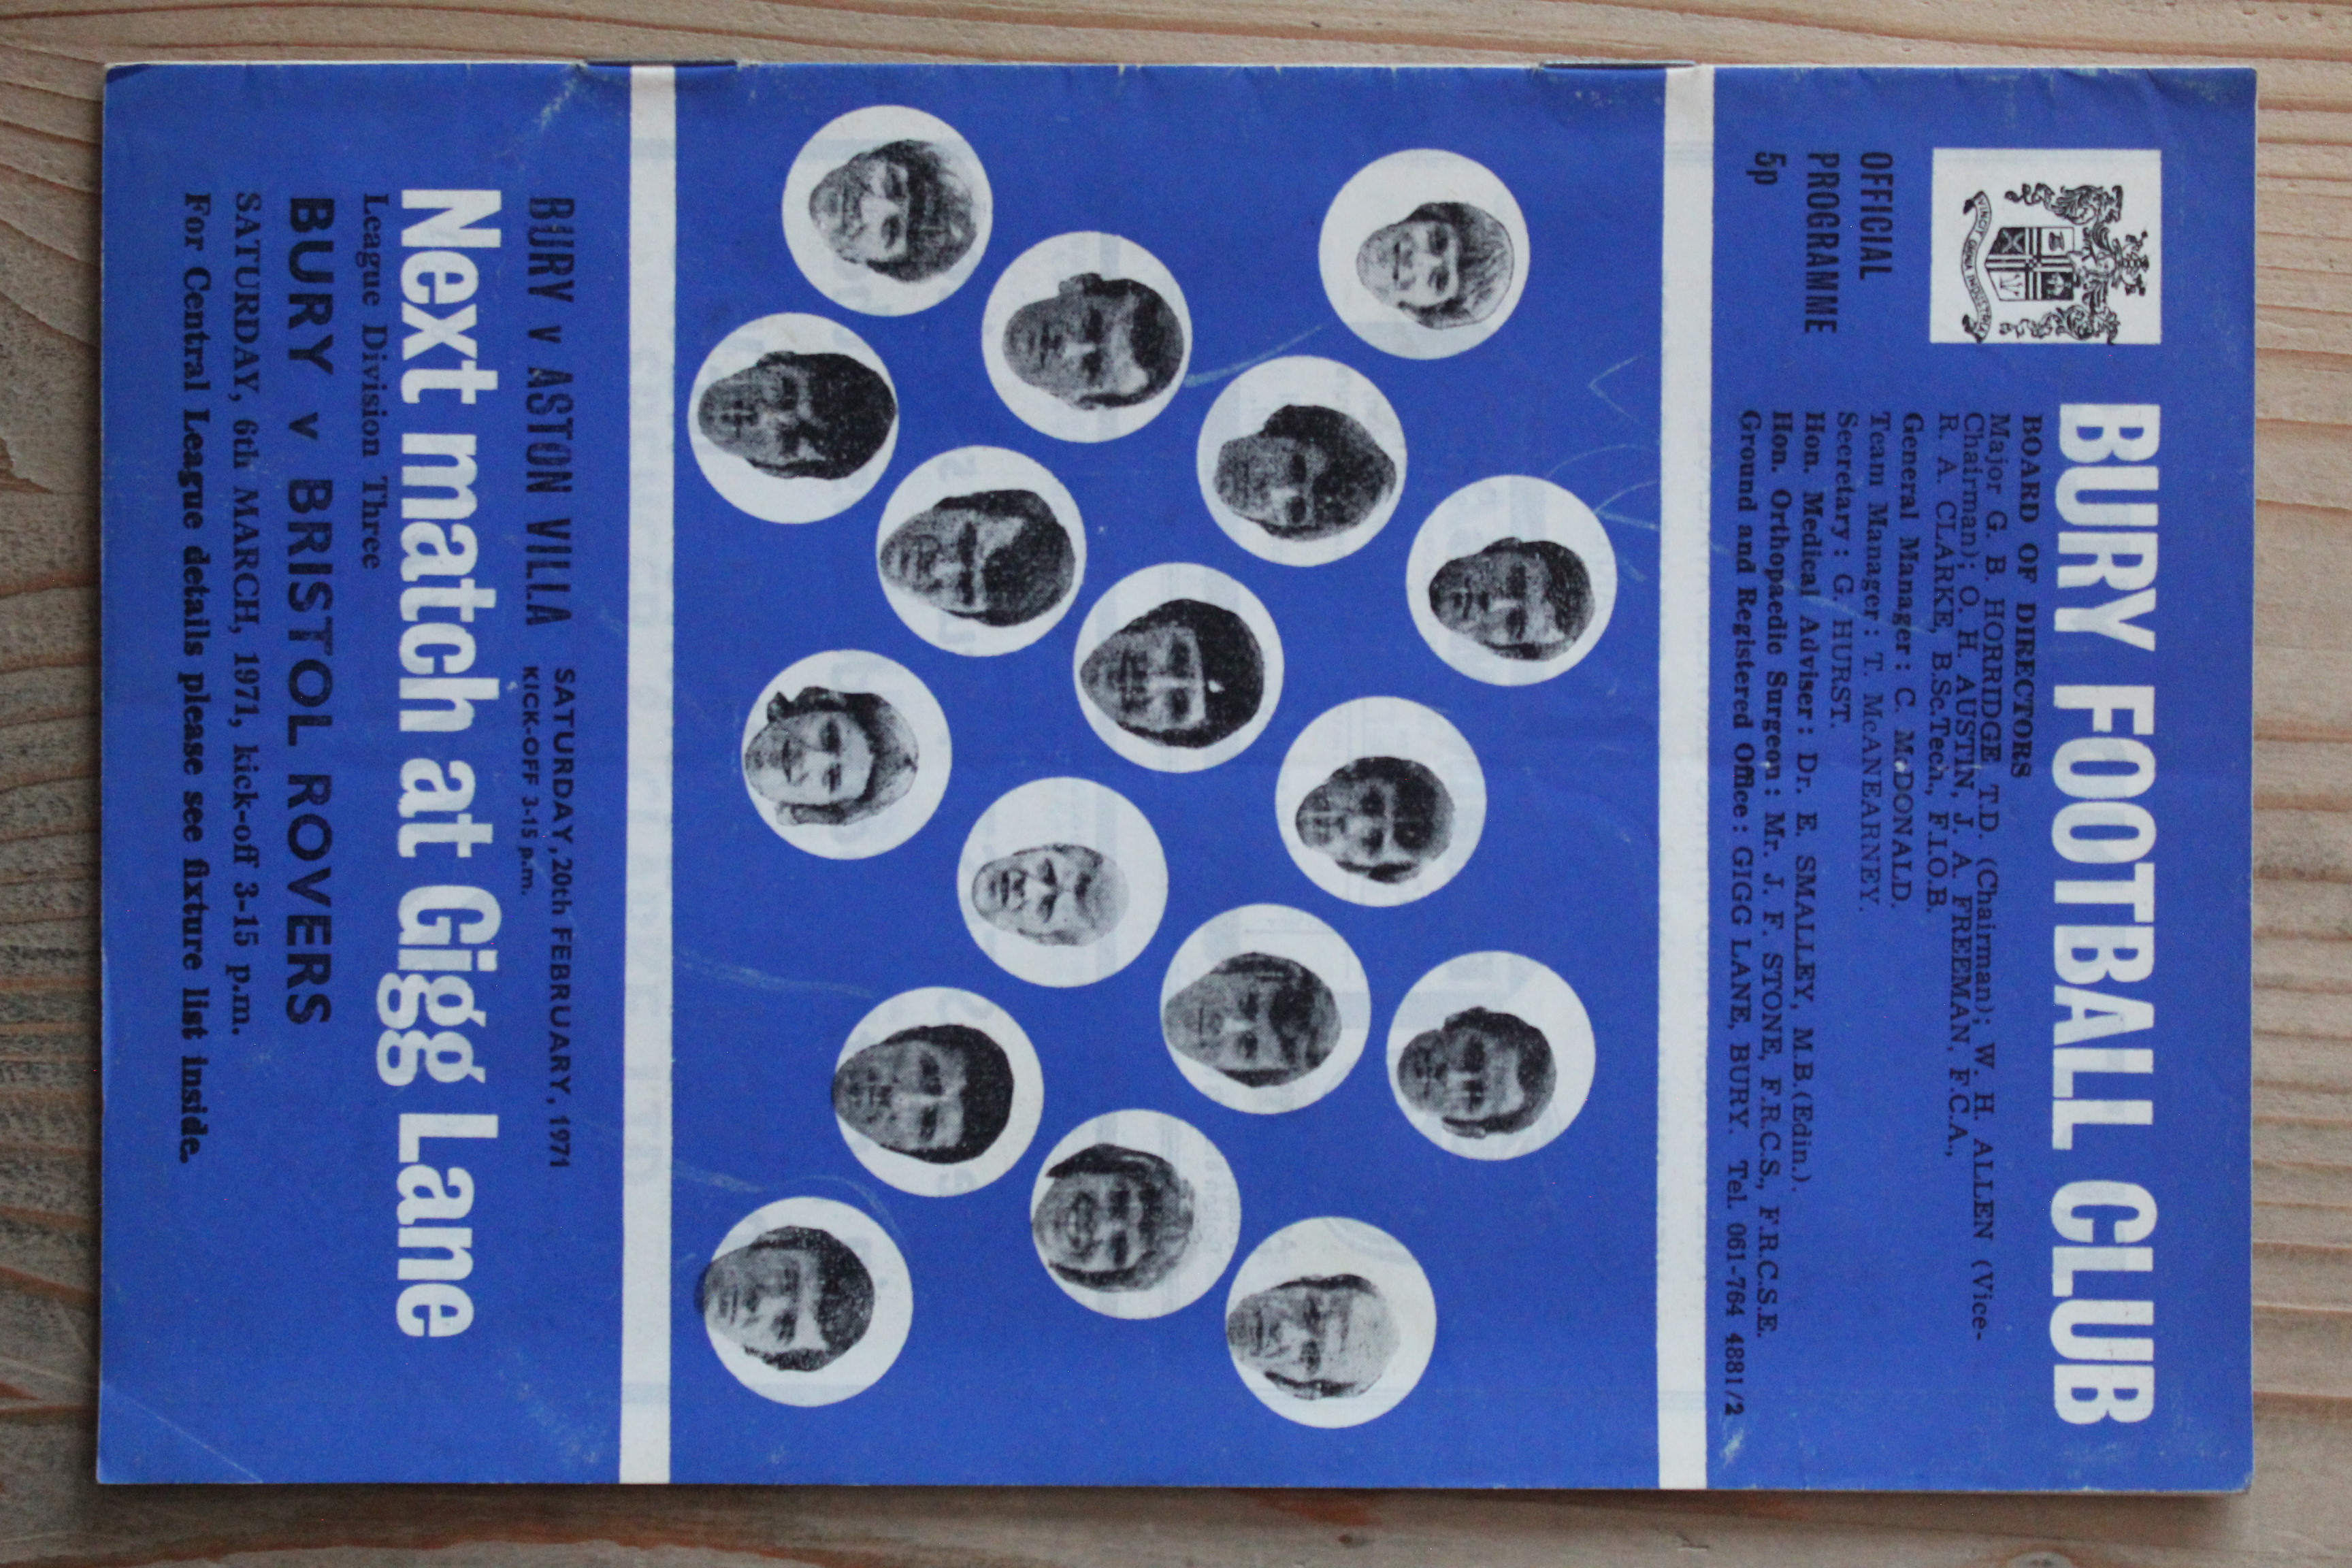 BURY FOOTBALL CLUB
VINCIT OMNIA INDUSTRIA
OFFICIAL
PROGRAMME
5p
BOARD OF DIRECTORS
Major G. B. HORRIDGE, T.D. (Chairman); W. H. ALLEN (Vice-
Chairman); O. H. AUSTIN, J. A. FREEMAN, F.C.A.,
R. A. CLARKE, B.Sc.Tech., F.I.O.B.
General Manager: C. McDONALD.
Team Manager: T. McANEARNEY.
Secretary: G. HURST.
Hon. Medical Adviser: Dr. E. SMALLEY, M.B.(Edin.).
Hon. Orthopaedic Surgeon: Mr. J. F. STONE, F.R.C.S., F.R.C.S.E.
Ground and Registered Office: GIGG LANE, BURY. Tel. 061-764 4881/2
BURY v ASTON VILLA SATURDAY, 20th FEBRUARY, 1971
KICK-OFF 3-15 p.m.
Next match at Gigg Lane
League Division Three
BURY v BRISTOL ROVERS
SATURDAY, 6th MARCH, 1971, kick-off 3-15 p.m.
For Central League details please see fixture list inside.